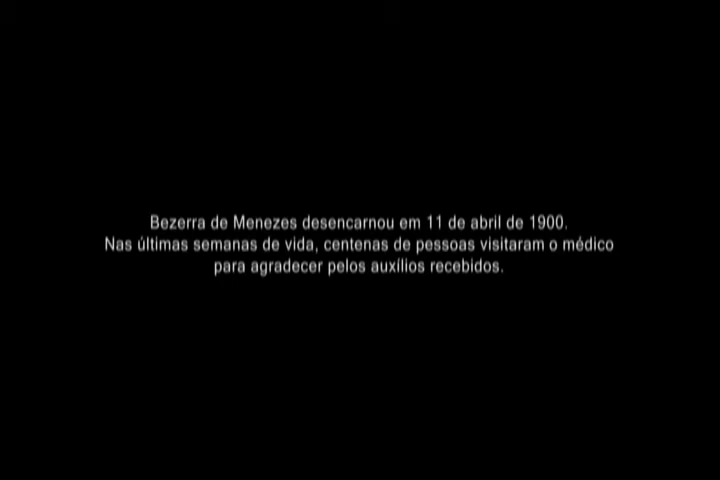 Bezerra de Menezes desencarnou em 11 de abril de 1900.
Nas últimas semanas de vida, centenas de pessoas visitaram o médico
para agradecer pelos auxílios recebidos.